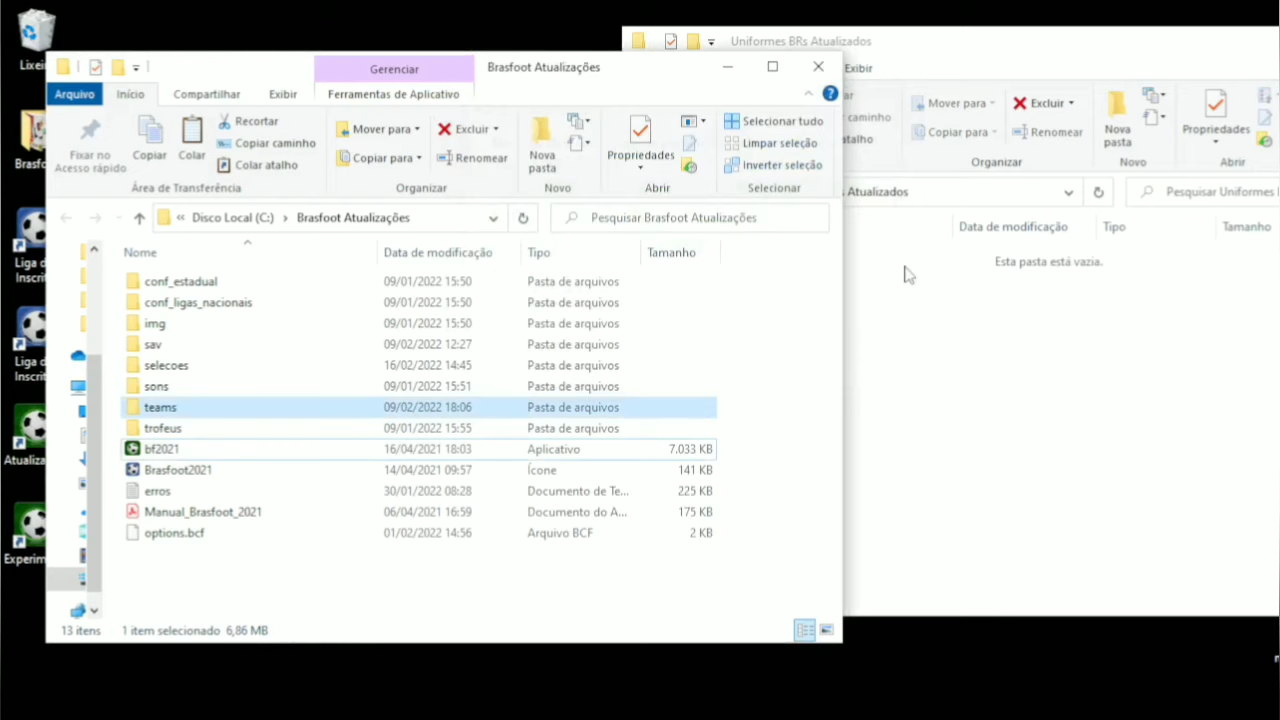 Lixei
Brasfo
Liga d
Inscrit
Liga d
Inscrit
Atualiza
Experim
Gerenciar
Brasfoot Atualizações
Arquivo Início Compartilhar Exibir Ferramentas de Aplicativo
Fixar no
Acesso rápido
Copiar
Colar
Recortar
Copiar caminho
Colar atalho
Área de Transferência
Mover para
Copiar para
Excluir
Renomear
Organizar
Nova
pasta
Novo
Propriedades
Abrir
Selecionar tudo
Limpar seleção
Inverter seleção
Selecionar
« Disco Local (C:) › Brasfoot Atualizações
Pesquisar Brasfoot Atualizações
Nome Data de modificação Tipo Tamanho
conf_estadual 09/01/2022 15:50 Pasta de arquivos
conf_ligas_nacionais 09/01/2022 15:50 Pasta de arquivos
img 09/01/2022 15:50 Pasta de arquivos
sav 09/02/2022 12:27 Pasta de arquivos
selecoes 16/02/2022 14:45 Pasta de arquivos
sons 09/01/2022 15:51 Pasta de arquivos
teams 09/02/2022 18:06 Pasta de arquivos
trofeus 09/01/2022 15:55 Pasta de arquivos
bf2021 16/04/2021 18:03 Aplicativo 7.033 KB
Brasfoot2021 14/04/2021 09:57 Ícone 141 KB
erros 30/01/2022 08:28 Documento de Te... 225 KB
Manual_Brasfoot_2021 06/04/2021 16:59 Documento do A... 175 KB
options.bcf 01/02/2022 14:56 Arquivo BCF 2 KB
13 itens 1 item selecionado 6,86 MB
Uniformes BRs Atualizados
Exibir
ar
caminho
atalho
Mover para
Copiar para
Excluir
Renomear
Organizar
Nova
pasta
Novo
Propriedades
Abrir
s Atualizados
Pesquisar Uniformes
Data de modificação Tipo Tamanho
Esta pasta está vazia.